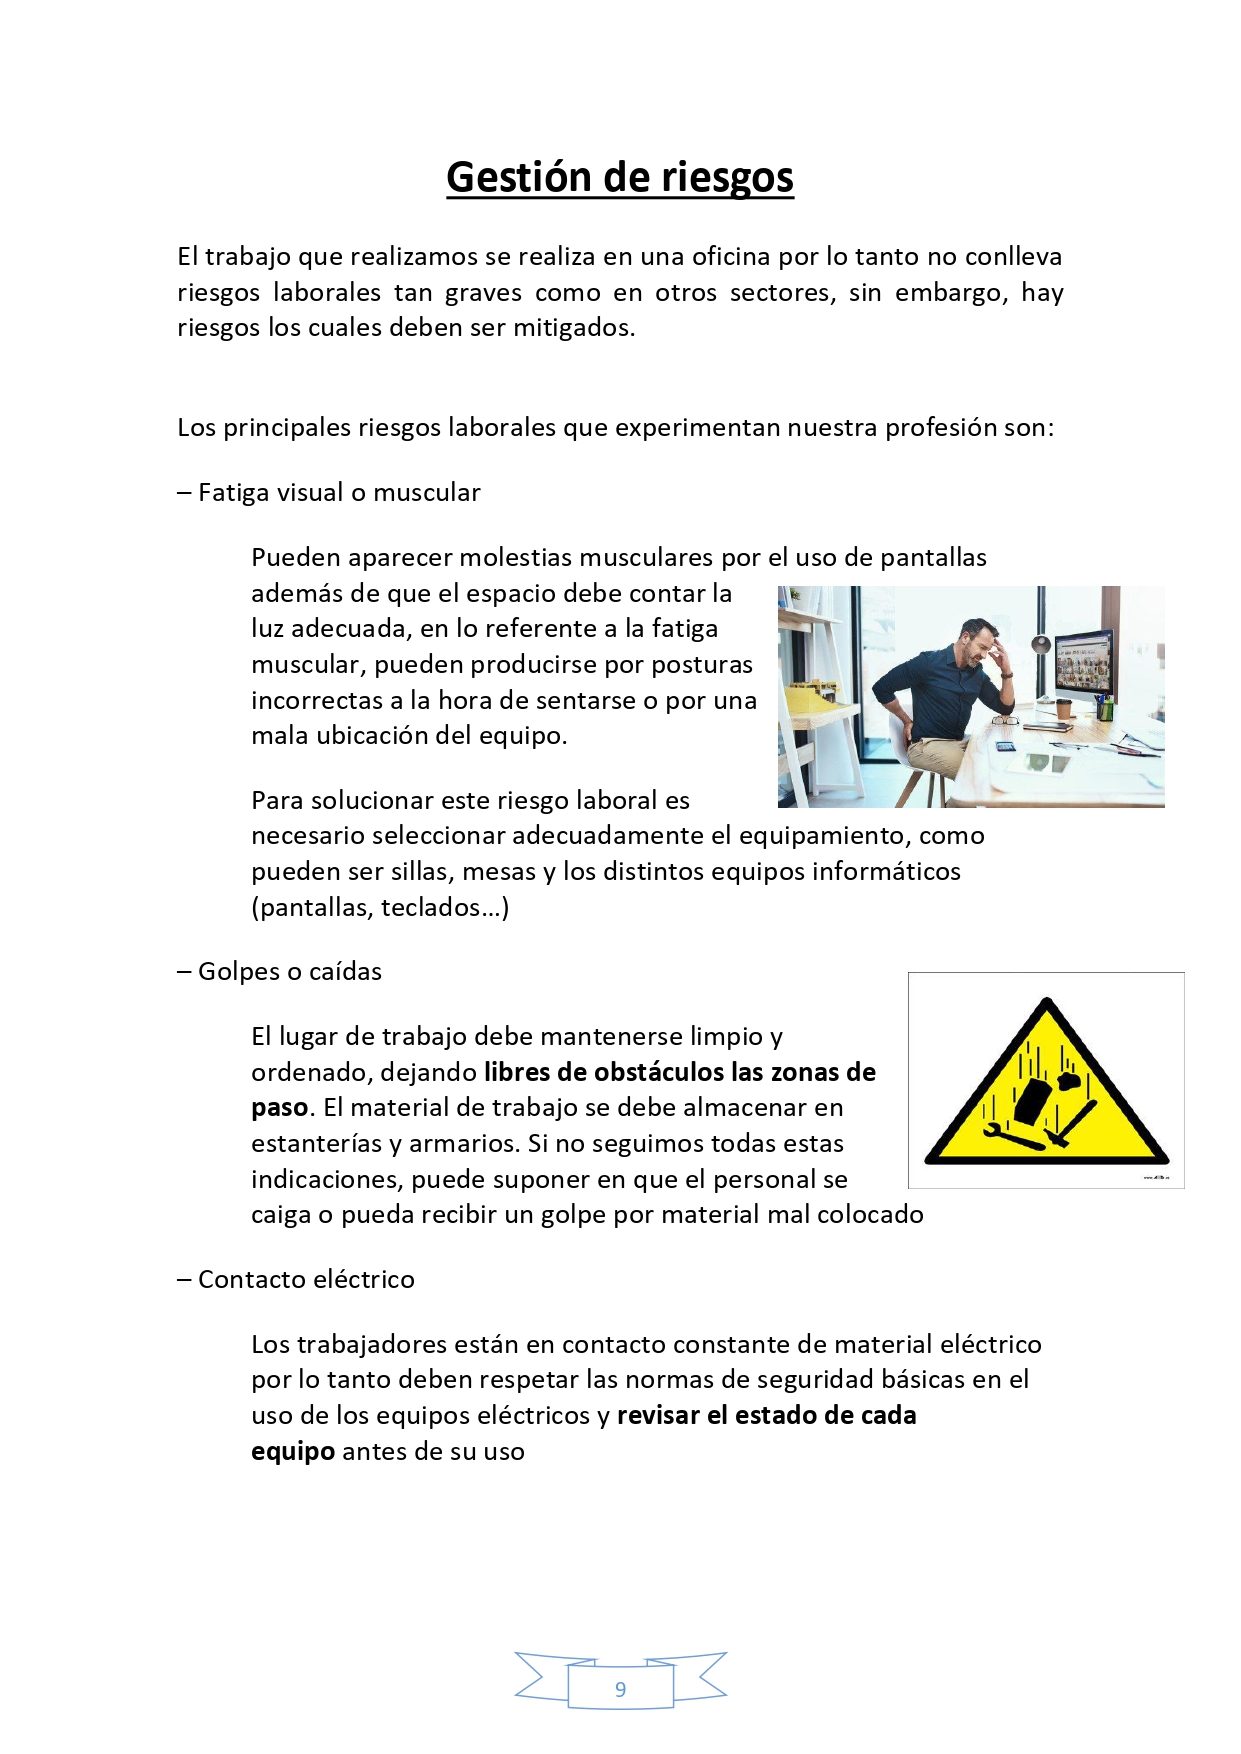 Gestión de riesgos
El trabajo que realizamos se realiza en una oficina por lo tanto no conlleva
riesgos laborales tan graves como en otros sectores, sin embargo, hay
riesgos los cuales deben ser mitigados.
Los principales riesgos laborales que experimentan nuestra profesión son:
– Fatiga visual o muscular
Pueden aparecer molestias musculares por el uso de pantallas
además de que el espacio debe contar la
luz adecuada, en lo referente a la fatiga
muscular, pueden producirse por posturas
incorrectas a la hora de sentarse o por una
mala ubicación del equipo.
Para solucionar este riesgo laboral es
necesario seleccionar adecuadamente el equipamiento, como
pueden ser sillas, mesas y los distintos equipos informáticos
(pantallas, teclados…)
– Golpes o caídas
El lugar de trabajo debe mantenerse limpio y
ordenado, dejando libres de obstáculos las zonas de
paso. El material de trabajo se debe almacenar en
estanterías y armarios. Si no seguimos todas estas
indicaciones, puede suponer en que el personal se
caiga o pueda recibir un golpe por material mal colocado
– Contacto eléctrico
Los trabajadores están en contacto constante de material eléctrico
por lo tanto deben respetar las normas de seguridad básicas en el
uso de los equipos eléctricos y revisar el estado de cada
equipo antes de su uso
9